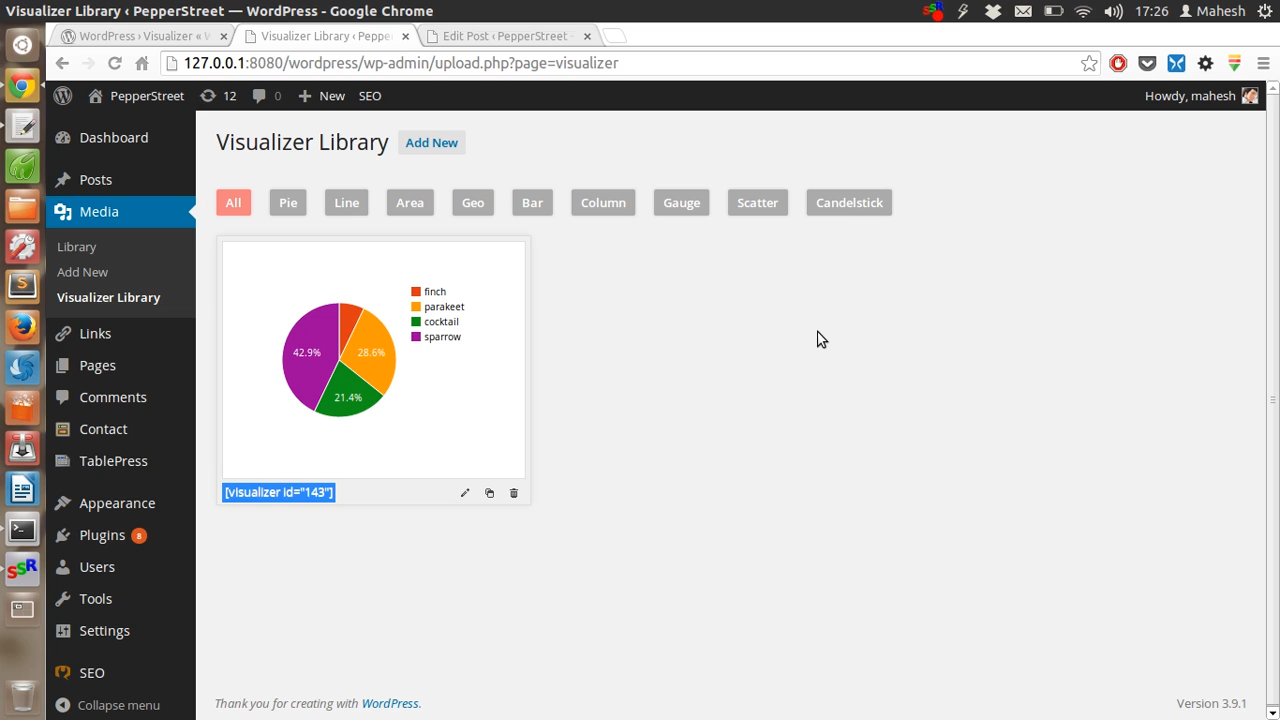 Visualizer Library ‹ PepperStreet — WordPress - Google Chrome
17:26 Mahesh
WordPress › Visualizer « W
Visualizer Library ‹ Peppe
Edit Post ‹ PepperStreet
127.0.0.1:8080/wordpress/wp-admin/upload.php?page=visualizer
PepperStreet 12 0 New SEO
Howdy, mahesh
Dashboard
Posts
Media
Library
Add New
Visualizer Library
Links
Pages
Comments
Contact
TablePress
Appearance
Plugins 8
Users
Tools
Settings
SEO
Collapse menu
Visualizer Library Add New
All Pie Line Area Geo Bar Column Gauge Scatter Candelstick
finch
parakeet
cocktail
sparrow
42.9%
28.6%
21.4%
[visualizer id="143"]
Thank you for creating with WordPress.
Version 3.9.1
SSR